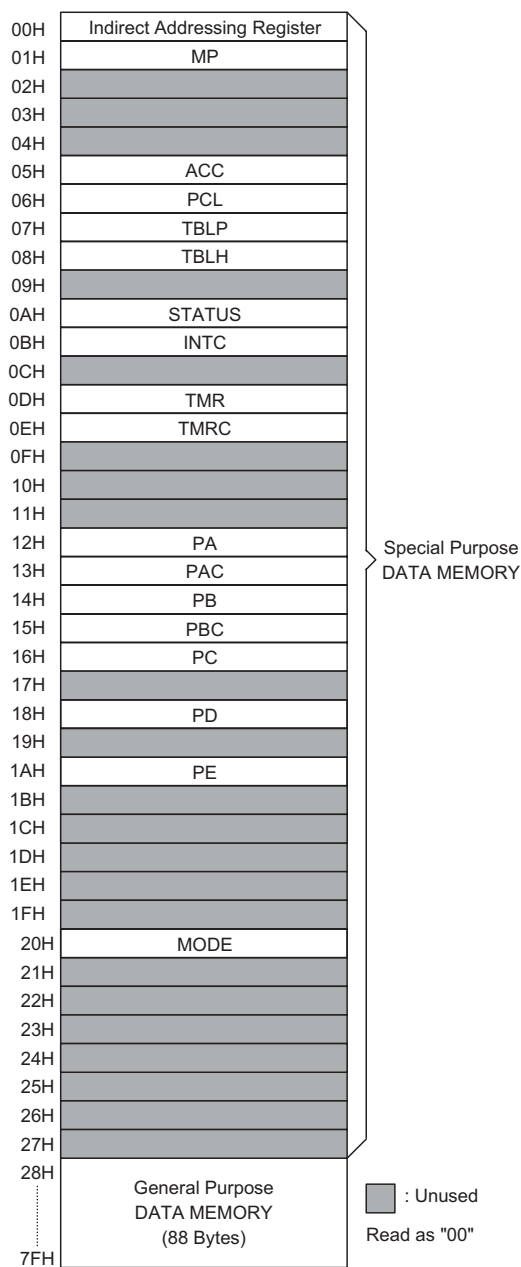 00H Indirect Addressing Register
01H MP
02H
03H
04H
05H ACC
06H PCL
07H TBLP
08H TBLH
09H
0AH STATUS
0BH INTC
0CH
0DH TMR
0EH TMRC
0FH
10H
11H
12H PA
13H PAC
14H PB
15H PBC
16H PC
17H
18H PD
19H
1AH PE
1BH
1CH
1DH
1EH
1FH
20H MODE
21H
22H
23H
24H
25H
26H
27H
28H
7FH
General Purpose
DATA MEMORY
(88 Bytes)
Special Purpose
DATA MEMORY
: Unused
Read as "00"